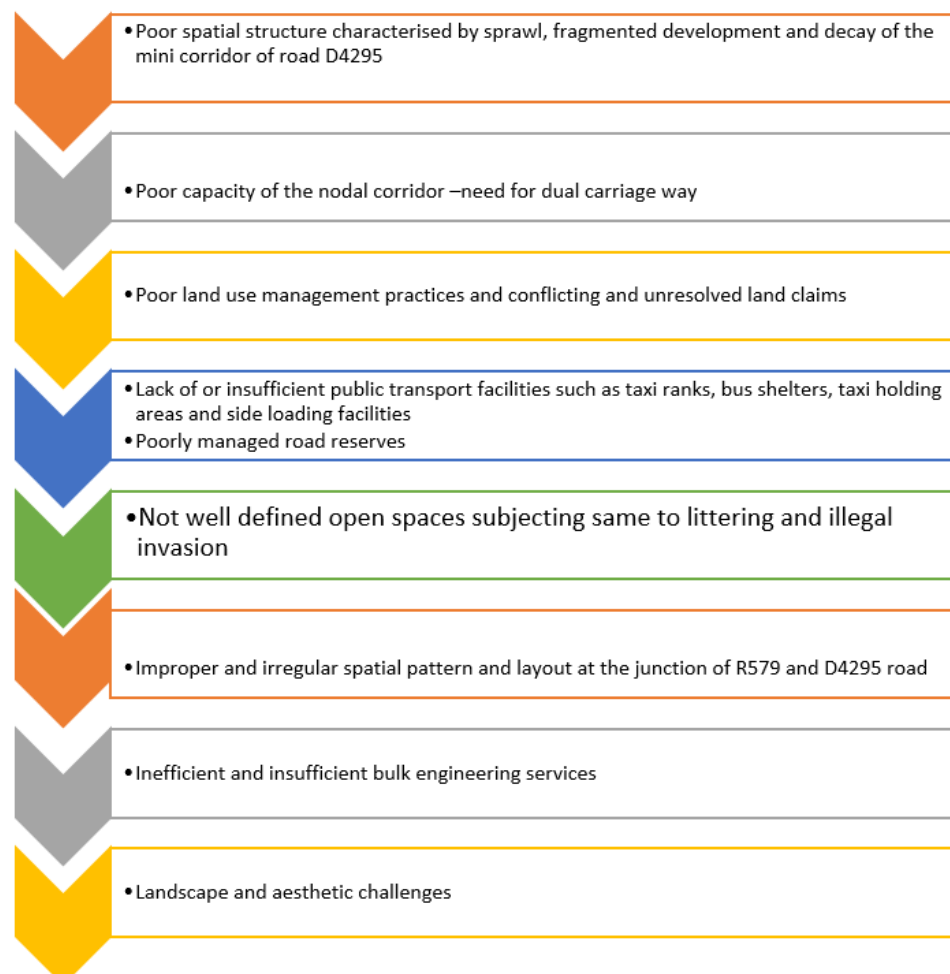 •Poor spatial structure characterised by sprawl, fragmented development and decay of the
mini corridor of road D4295
•Poor capacity of the nodal corridor –need for dual carriage way
•Poor land use management practices and conflicting and unresolved land claims
•Lack of or insufficient public transport facilities such as taxi ranks, bus shelters, taxi holding
areas and side loading facilities
•Poorly managed road reserves
•Not well defined open spaces subjecting same to littering and illegal
invasion
•Improper and irregular spatial pattern and layout at the junction of R579 and D4295 road
•Inefficient and insufficient bulk engineering services
•Landscape and aesthetic challenges